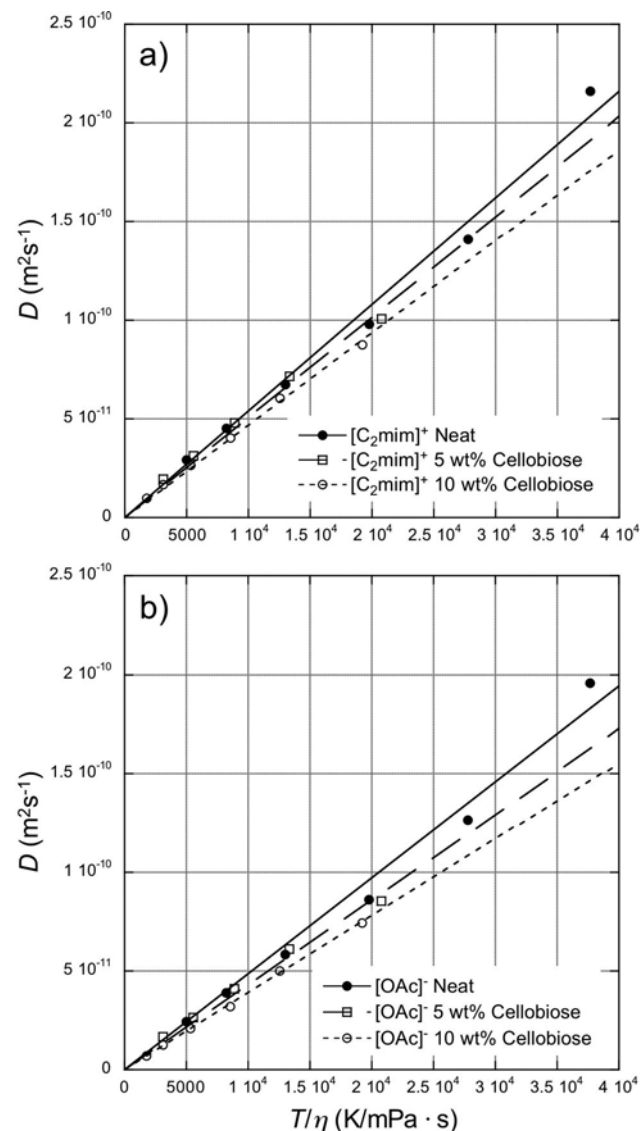 a)
2.5 10⁻¹⁰
2 10⁻¹⁰
1.5 10⁻¹⁰
1 10⁻¹⁰
5 10⁻¹¹
0
D (m²s⁻¹)
[C₂mim]⁺ Neat
[C₂mim]⁺ 5 wt% Cellobiose
[C₂mim]⁺ 10 wt% Cellobiose
0 5000 1 10⁴ 1.5 10⁴ 2 10⁴ 2.5 10⁴ 3 10⁴ 3.5 10⁴ 4 10⁴
b)
2.5 10⁻¹⁰
2 10⁻¹⁰
1.5 10⁻¹⁰
1 10⁻¹⁰
5 10⁻¹¹
0
D (m²s⁻¹)
[OAc]⁻ Neat
[OAc]⁻ 5 wt% Cellobiose
[OAc]⁻ 10 wt% Cellobiose
0 5000 1 10⁴ 1.5 10⁴ 2 10⁴ 2.5 10⁴ 3 10⁴ 3.5 10⁴ 4 10⁴
T/η (K/mPa · s)